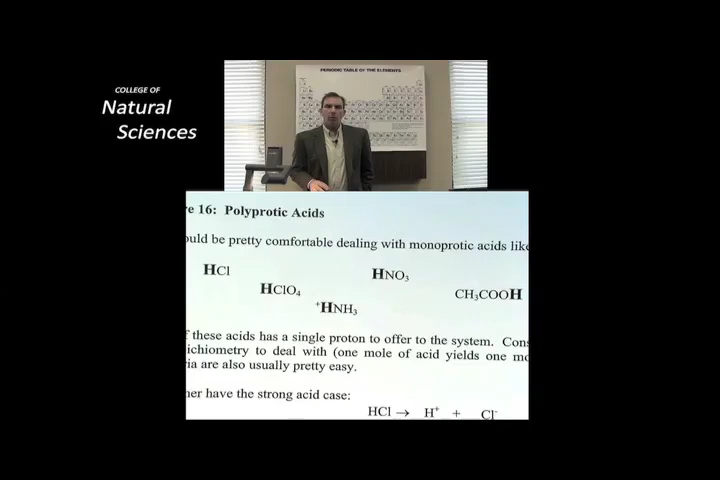 COLLEGE OF
Natural
Sciences
PERIODIC TABLE OF THE ELEMENTS
re 16: Polyprotic Acids
ould be pretty comfortable dealing with monoprotic acids like
HCl
HNO₃
HClO₄
CH₃COOH
⁺HNH₃
f these acids has a single proton to offer to the system. Cons
ichiometry to deal with (one mole of acid yields one mo
ria are also usually pretty easy.
her have the strong acid case:
HCl → H⁺ + Cl⁻